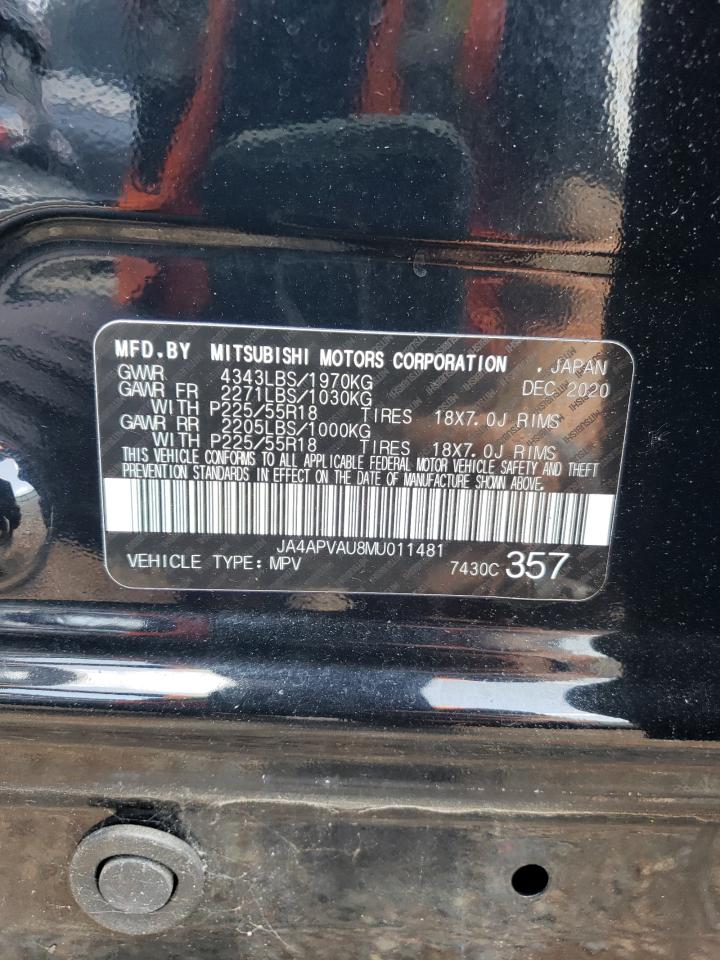 MFD.BY MITSUBISHI MOTORS CORPORATION , JAPAN
GVWR 4343LBS/1970KG DEC 2020
GAWR FR 2271LBS/1030KG
WITH P225/55R18 TIRES 18X7.0J RIMS
GAWR RR 2205LBS/1000KG
WITH P225/55R18 TIRES 18X7.0J RIMS
THIS VEHICLE CONFORMS TO ALL APPLICABLE FEDERAL MOTOR VEHICLE SAFETY AND THEFT
PREVENTION STANDARDS IN EFFECT ON THE DATE OF MANUFACTURE SHOWN ABOVE.
JA4APVAU8MU011481
VEHICLE TYPE: MPV 7430C 357